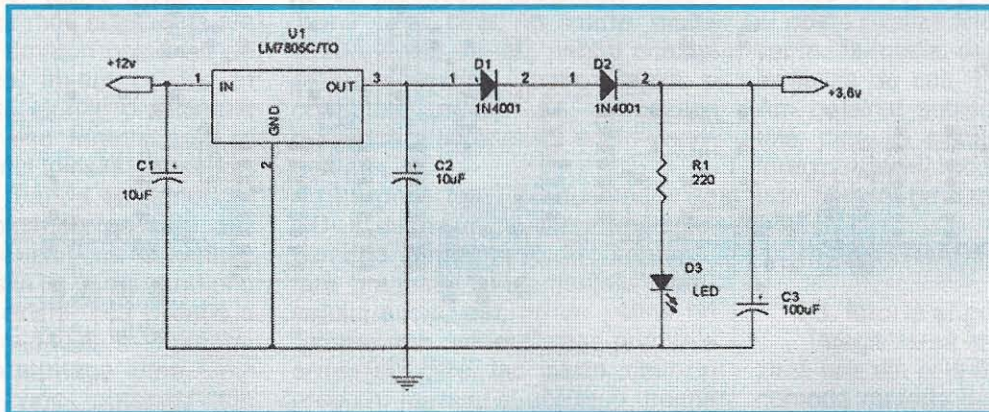 U1
LM7805C/TO
+12v
1
IN
OUT
3
GND
2
1
D1
2
1N4001
1
D2
2
1N4001
+3,6v
C1
+
10uF
C2
+
10uF
R1
220
D3
LED
C3
+
100uF